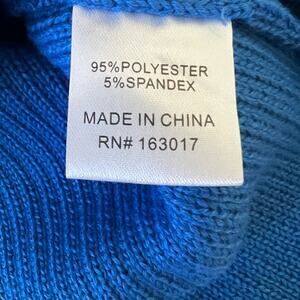 95%POLYESTER
5%SPANDEX
MADE IN CHINA
RN# 163017